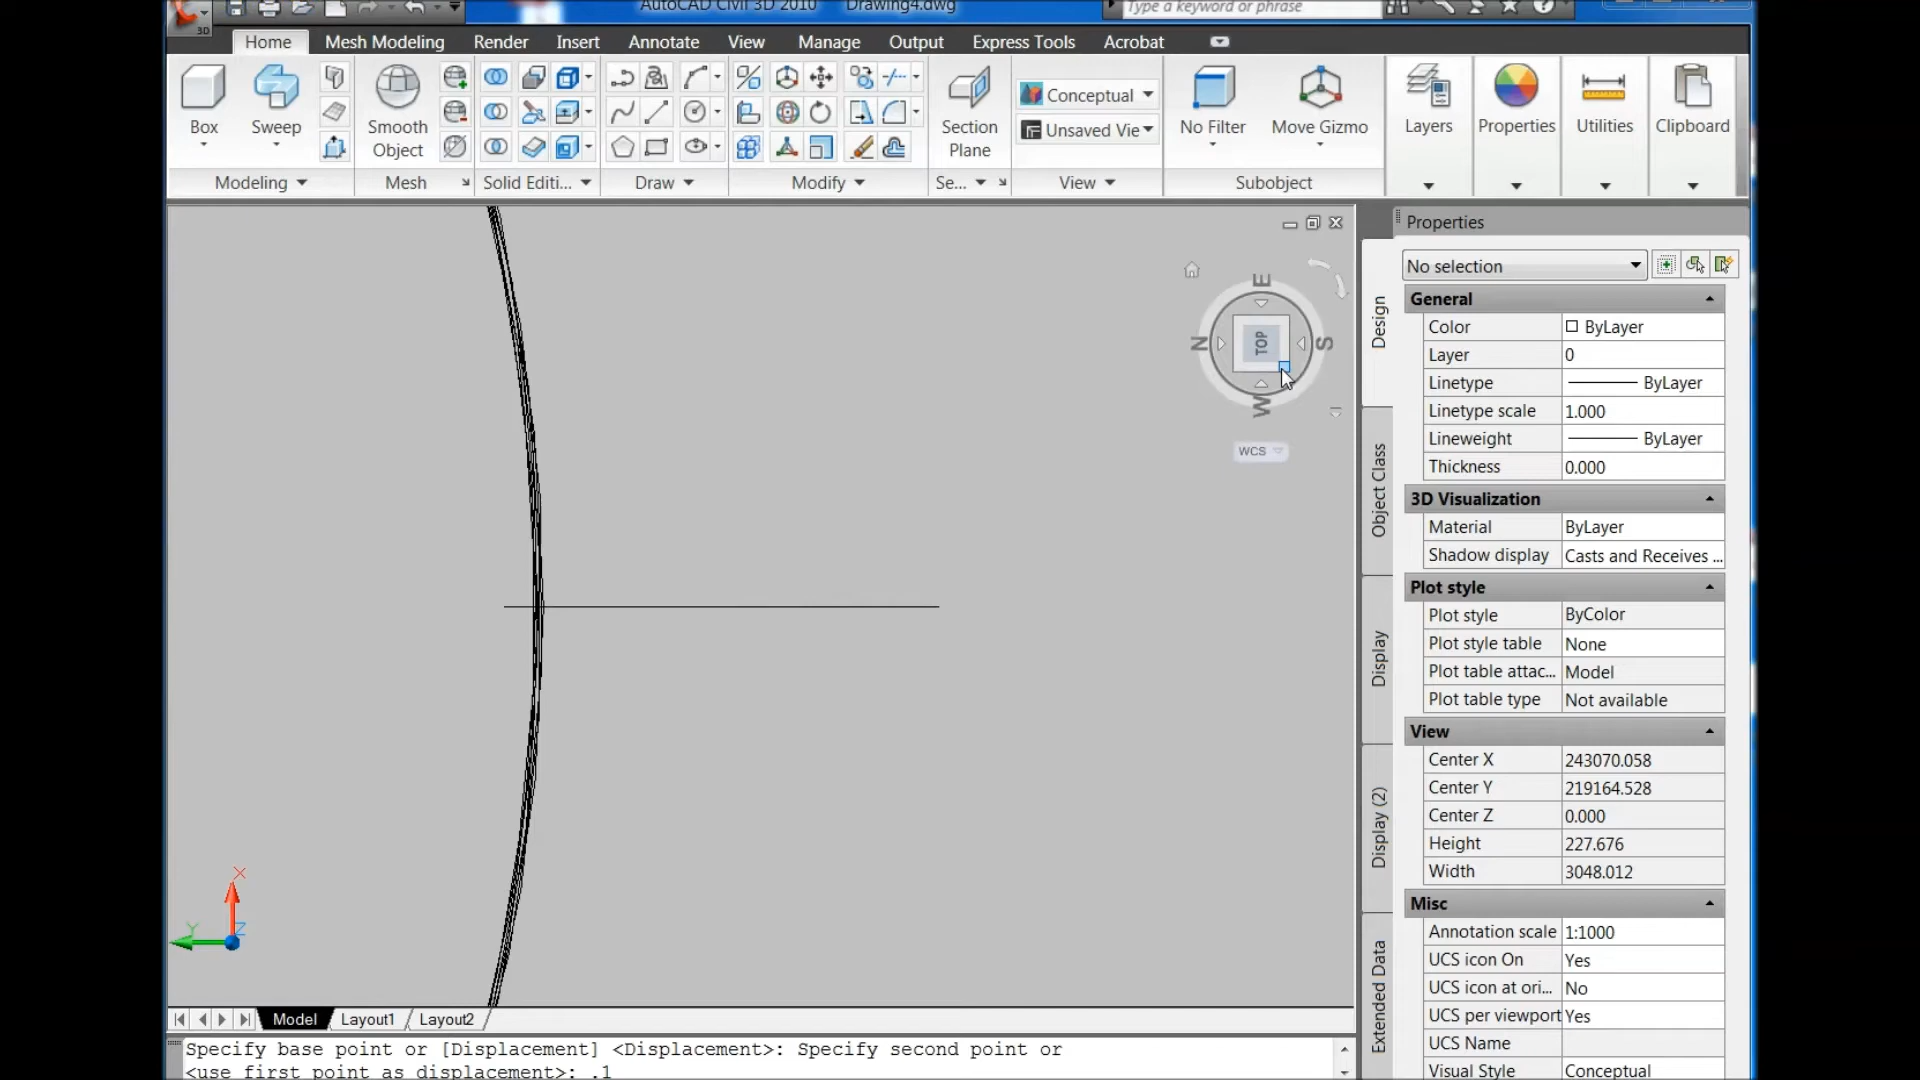 AutoCAD Civil 3D 2010 Drawing4.dwg
Type a keyword or phrase
3D
Home Mesh Modeling Render Insert Annotate View Manage Output Express Tools Acrobat
Box
Sweep
Smooth
Object
Section
Plane
Conceptual
Unsaved Vie
No Filter
Move Gizmo
Layers
Properties
Utilities
Clipboard
Modeling
Mesh
Solid Editi...
Draw
Modify
Se...
View
Subobject
E
N
TOP
S
W
WCS
X
Y
Z
Properties
No selection
Design
Object Class
Display
Display (2)
Extended Data
General
Color ByLayer
Layer 0
Linetype ByLayer
Linetype scale 1.000
Lineweight ByLayer
Thickness 0.000
3D Visualization
Material ByLayer
Shadow display Casts and Receives ...
Plot style
Plot style ByColor
Plot style table None
Plot table attac... Model
Plot table type Not available
View
Center X 243070.058
Center Y 219164.528
Center Z 0.000
Height 227.676
Width 3048.012
Misc
Annotation scale 1:1000
UCS icon On Yes
UCS icon at ori... No
UCS per viewport Yes
UCS Name
Visual Style Conceptual
Model Layout1 Layout2
Specify base point or [Displacement] <Displacement>: Specify second point or
<use first point as displacement>: .1